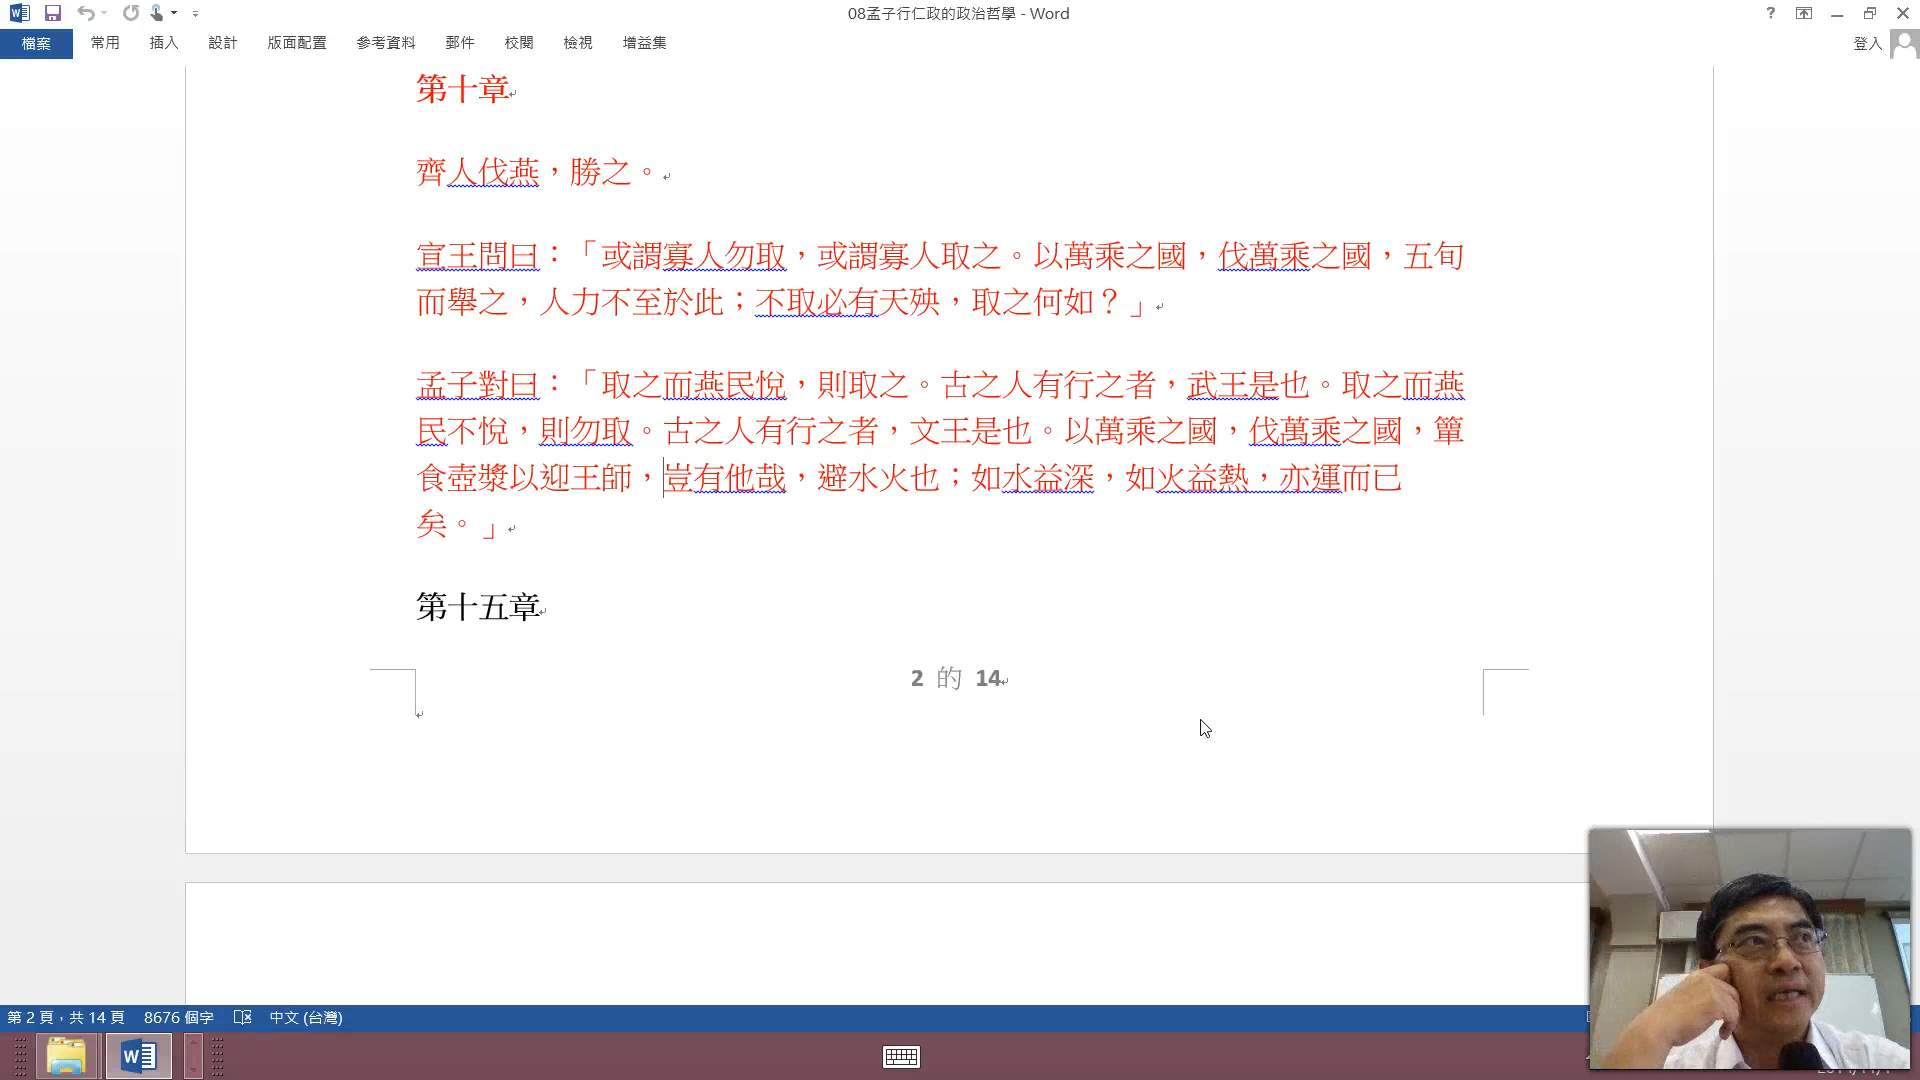 08孟子行仁政的政治哲學 - Word
?
檔案 常用 插入 設計 版面配置 參考資料 郵件 校閱 檢視 增益集 登入
第十章
齊人伐燕，勝之。
宣王問曰：「或謂寡人勿取，或謂寡人取之。以萬乘之國，伐萬乘之國，五旬
而舉之，人力不至於此；不取必有天殃，取之何如？」
孟子對曰：「取之而燕民悅，則取之。古之人有行之者，武王是也。取之而燕
民不悅，則勿取。古之人有行之者，文王是也。以萬乘之國，伐萬乘之國，簞
食壺漿以迎王師，豈有他哉，避水火也；如水益深，如火益熱，亦運而已
矣。」
第十五章
2 的 14
第 2 頁，共 14 頁 8676 個字 中文 (台灣)